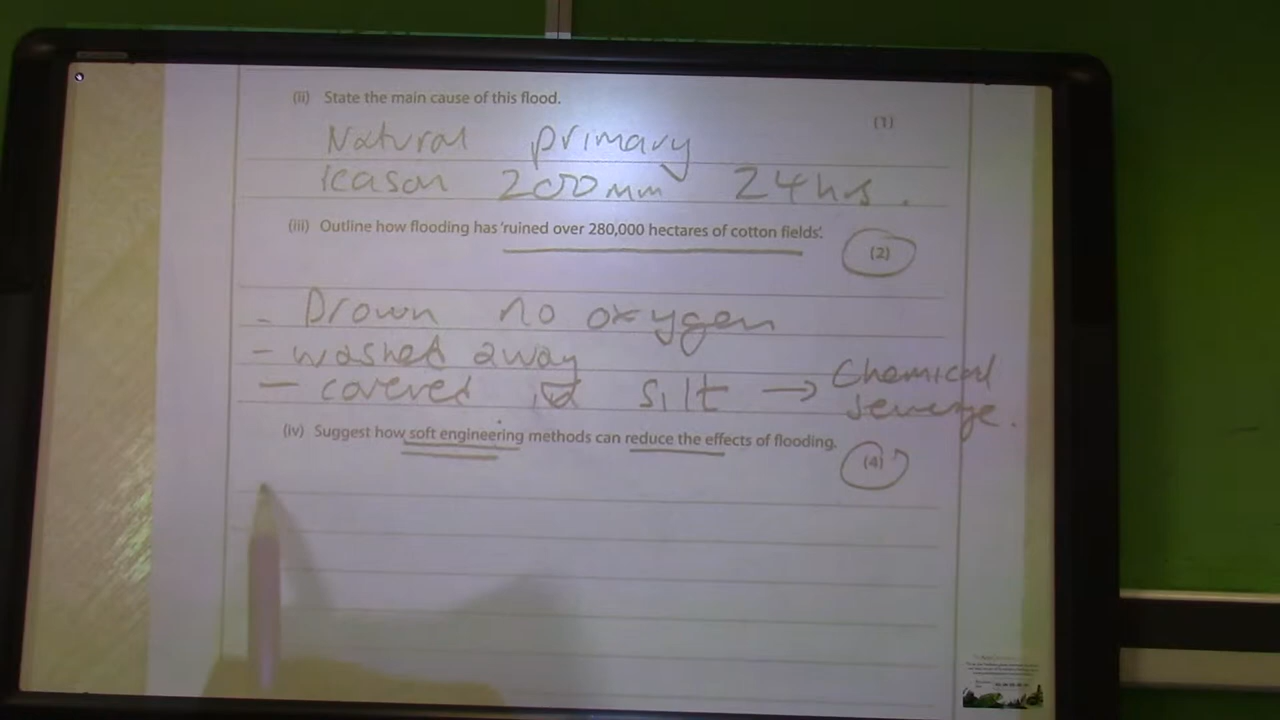 (ii) State the main cause of this flood.
(1)
Natural primary
reason 200mm 24hrs.
(iii) Outline how flooding has 'ruined over 280,000 hectares of cotton fields'.
(2)
- Drown no oxygen
- washed away
- covered silt → Chemical
sewerge.
(iv) Suggest how soft engineering methods can reduce the effects of flooding.
(4)